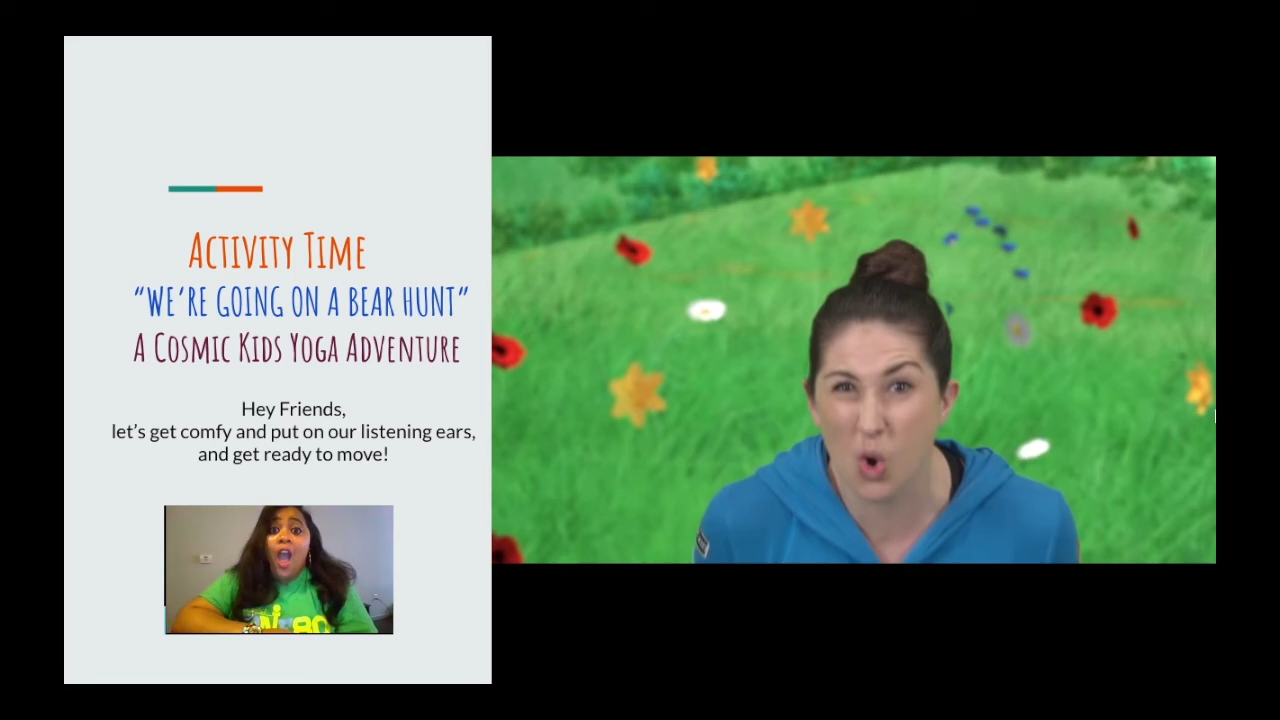 Activity Time
“WE’RE GOING ON A BEAR HUNT”
A Cosmic Kids Yoga Adventure
Hey Friends,
let’s get comfy and put on our listening ears,
and get ready to move!